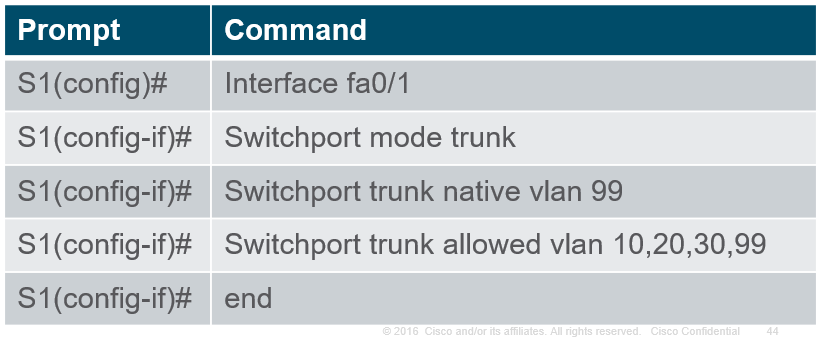 Prompt Command
S1(config)# Interface fa0/1
S1(config-if)# Switchport mode trunk
S1(config-if)# Switchport trunk native vlan 99
S1(config-if)# Switchport trunk allowed vlan 10,20,30,99
S1(config-if)# end
© 2016 Cisco and/or its affiliates. All rights reserved. Cisco Confidential 44